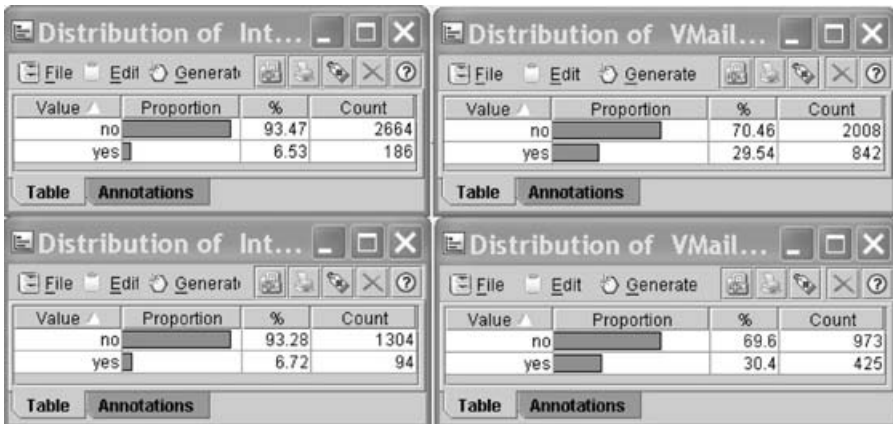 Distribution of Int...
File Edit Generat
Value Proportion % Count
no 93.47 2664
yes 6.53 186
Table Annotations
Distribution of VMail...
File Edit Generate
Value Proportion % Count
no 70.46 2008
yes 29.54 842
Table Annotations
Distribution of Int...
File Edit Generat
Value Proportion % Count
no 93.28 1304
yes 6.72 94
Table Annotations
Distribution of VMail...
File Edit Generate
Value Proportion % Count
no 69.6 973
yes 30.4 425
Table Annotations